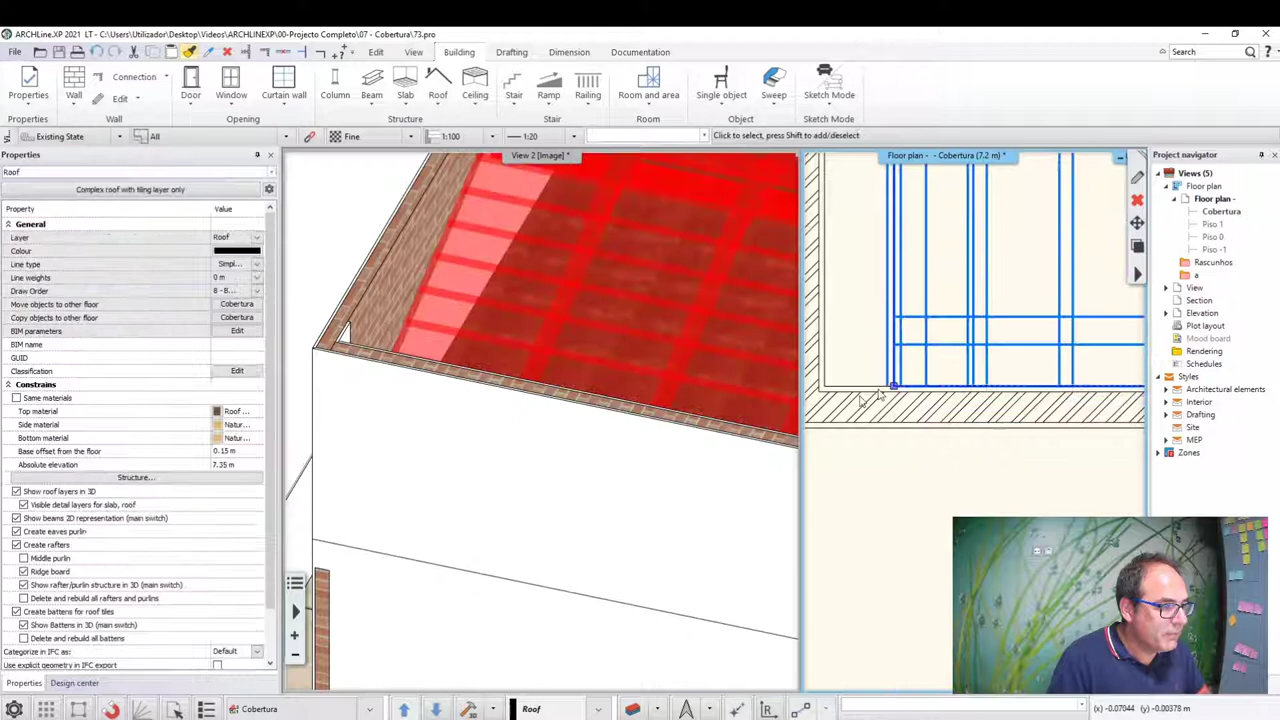 ARCHLine.XP 2021 LT - C:\Users\Utilizador\Desktop\Videos\ARCHLINEXP\00-Projecto Completo\07 - Cobertura\73.pro
File
Edit
View
Building
Drafting
Dimension
Documentation
Search
Properties
Wall
Connection
Edit
Door
Window
Curtain wall
Column
Beam
Slab
Roof
Ceiling
Stair
Ramp
Railing
Room and area
Single object
Sweep
Sketch Mode
Properties
Wall
Opening
Structure
Stair
Room
Object
Sketch Mode
Existing State
All
Fine
1:100
1:20
Click to select, press Shift to add/deselect
Properties
Roof
Complex roof with tiling layer only
Property Value
General
Layer Roof
Colour
Line type Simpl...
Line weights 0 m
Draw Order 8 - B...
Move objects to other floor Cobertura
Copy objects to other floor Cobertura
BIM parameters Edit
BIM name
GUID
Classification Edit
Constrains
Same materials
Top material Roof ...
Side material Natur...
Bottom material Natur...
Base offset from the floor 0.15 m
Absolute elevation 7.35 m
Structure...
Show roof layers in 3D
Visible detail layers for slab, roof
Show beams 2D representation (main switch)
Create eaves purlin
Create rafters
Middle purlin
Ridge board
Show rafter/purlin structure in 3D (main switch)
Delete and rebuild all rafters and purlins
Create battens for roof tiles
Show Battens in 3D (main switch)
Delete and rebuild all battens
Categorize in IFC as: Default
Use explicit geometry in IFC export
Properties
Design center
View 2 [Image] *
Floor plan - - Cobertura (7.2 m) *
Project navigator
Views (5)
Floor plan
Floor plan -
Cobertura
Piso 1
Piso 0
Piso -1
Rascunhos
a
View
Section
Elevation
Plot layout
Mood board
Rendering
Schedules
Styles
Architectural elements
Interior
Drafting
Site
MEP
Zones
Cobertura
Roof
(x) -0.07044 (y) -0.00378 m